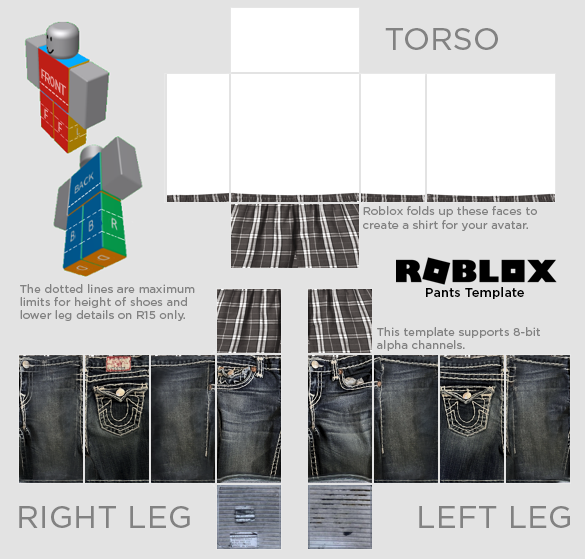 TORSO
FRONT
F F L
BACK
B B R
Roblox folds up these faces to
create a shirt for your avatar.
ROBLOX
Pants Template
The dotted lines are maximum
limits for height of shoes and
lower leg details on R15 only.
This template supports 8-bit
alpha channels.
RIGHT LEG
LEFT LEG